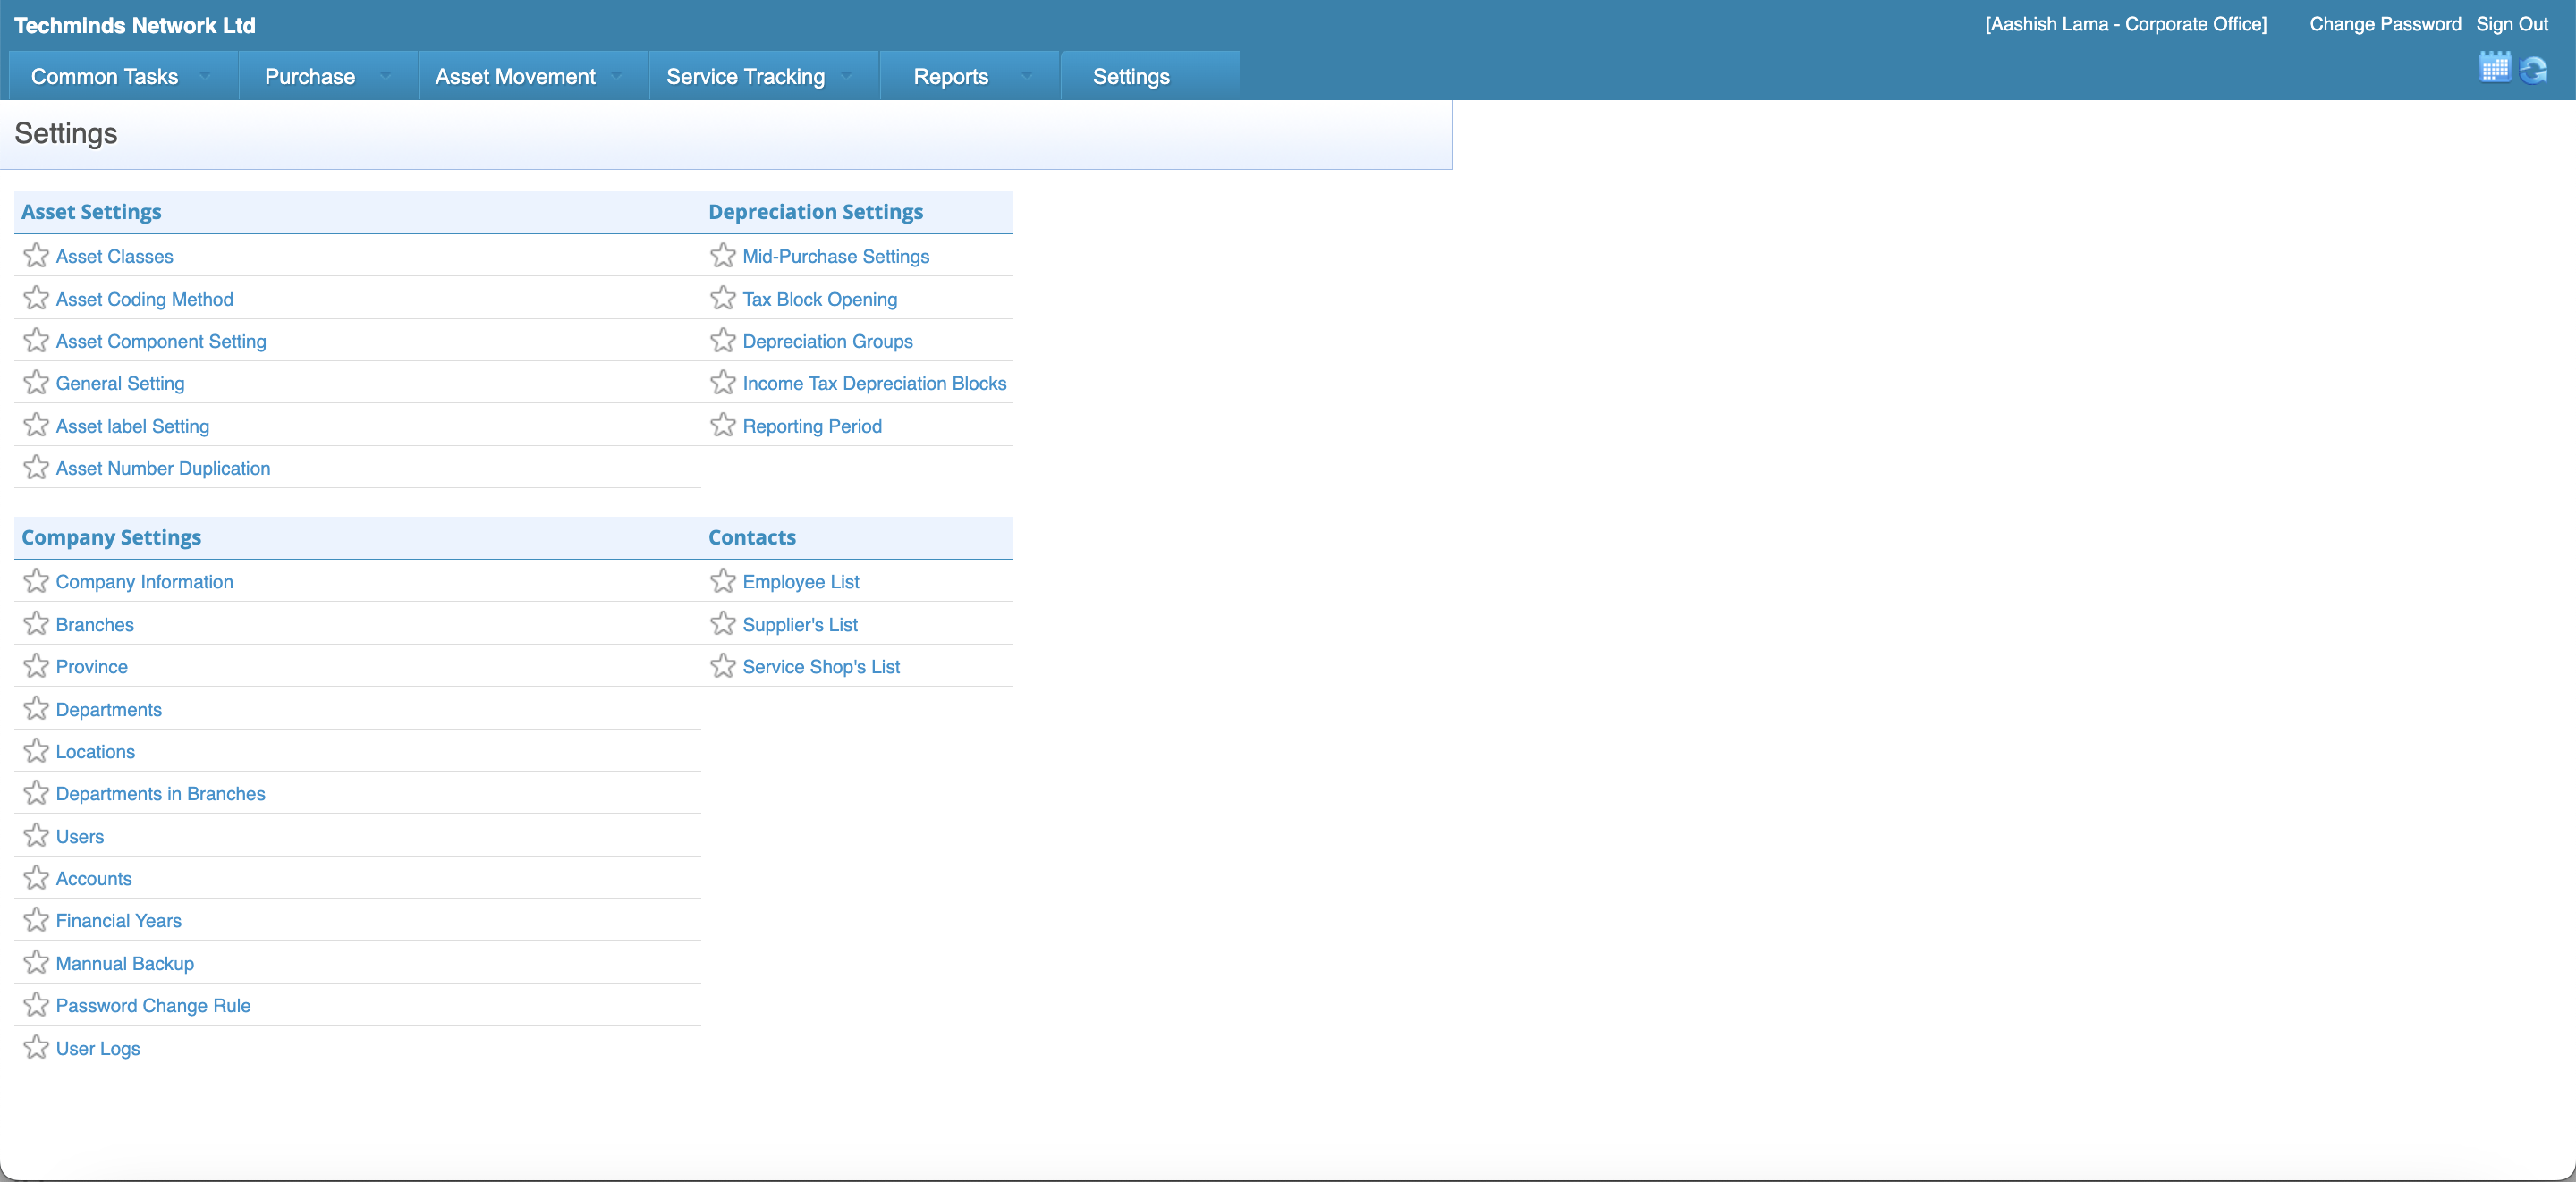 Techminds Network Ltd
[Aashish Lama - Corporate Office] Change Password Sign Out
Common Tasks Purchase Asset Movement Service Tracking Reports Settings
Settings
Asset Settings
Asset Classes
Asset Coding Method
Asset Component Setting
General Setting
Asset label Setting
Asset Number Duplication
Depreciation Settings
Mid-Purchase Settings
Tax Block Opening
Depreciation Groups
Income Tax Depreciation Blocks
Reporting Period
Company Settings
Company Information
Branches
Province
Departments
Locations
Departments in Branches
Users
Accounts
Financial Years
Mannual Backup
Password Change Rule
User Logs
Contacts
Employee List
Supplier's List
Service Shop's List